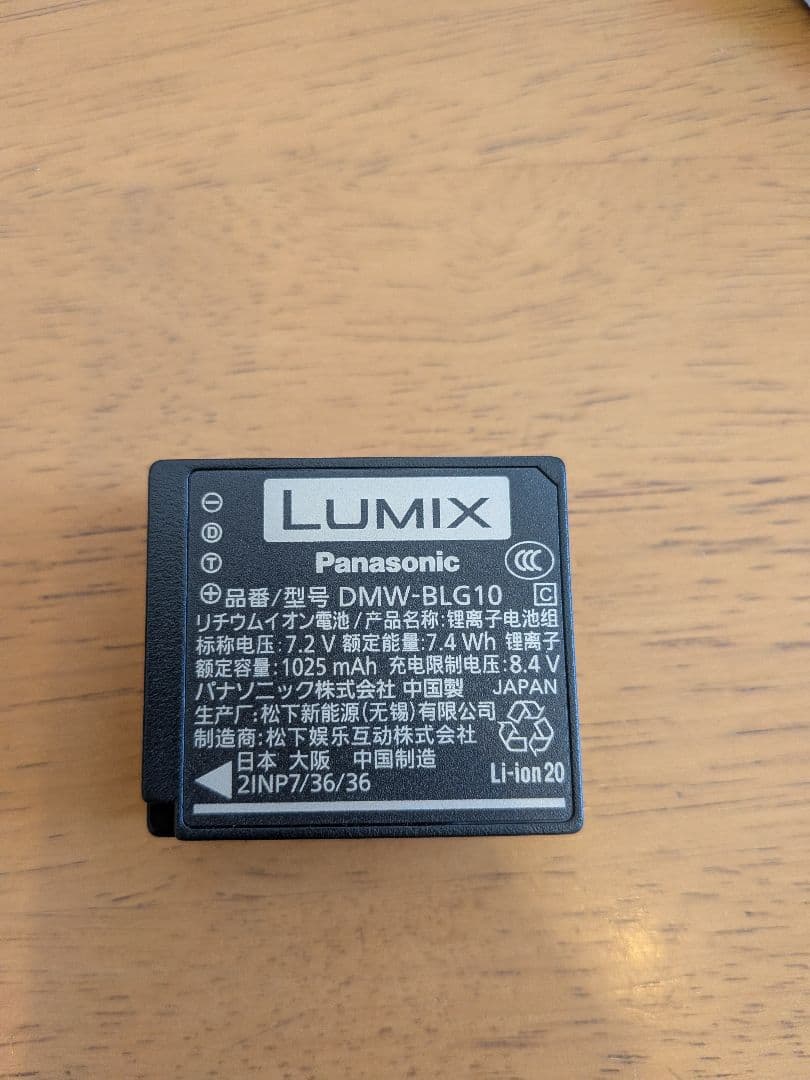 LUMIX
Panasonic
CCC
⊖
D
T
⊕ 品番/型号 DMW-BLG10 C
リチウムイオン電池/产品名称:锂离子电池组
标称电压:7.2 V 额定能量:7.4 Wh 锂离子
额定容量:1025 mAh 充电限制电压:8.4 V
パナソニック株式会社 中国製 JAPAN
生产厂:松下新能源(无锡)有限公司
制造商:松下娱乐互动株式会社
日本 大阪 中国制造
2INP7/36/36
Li-ion20